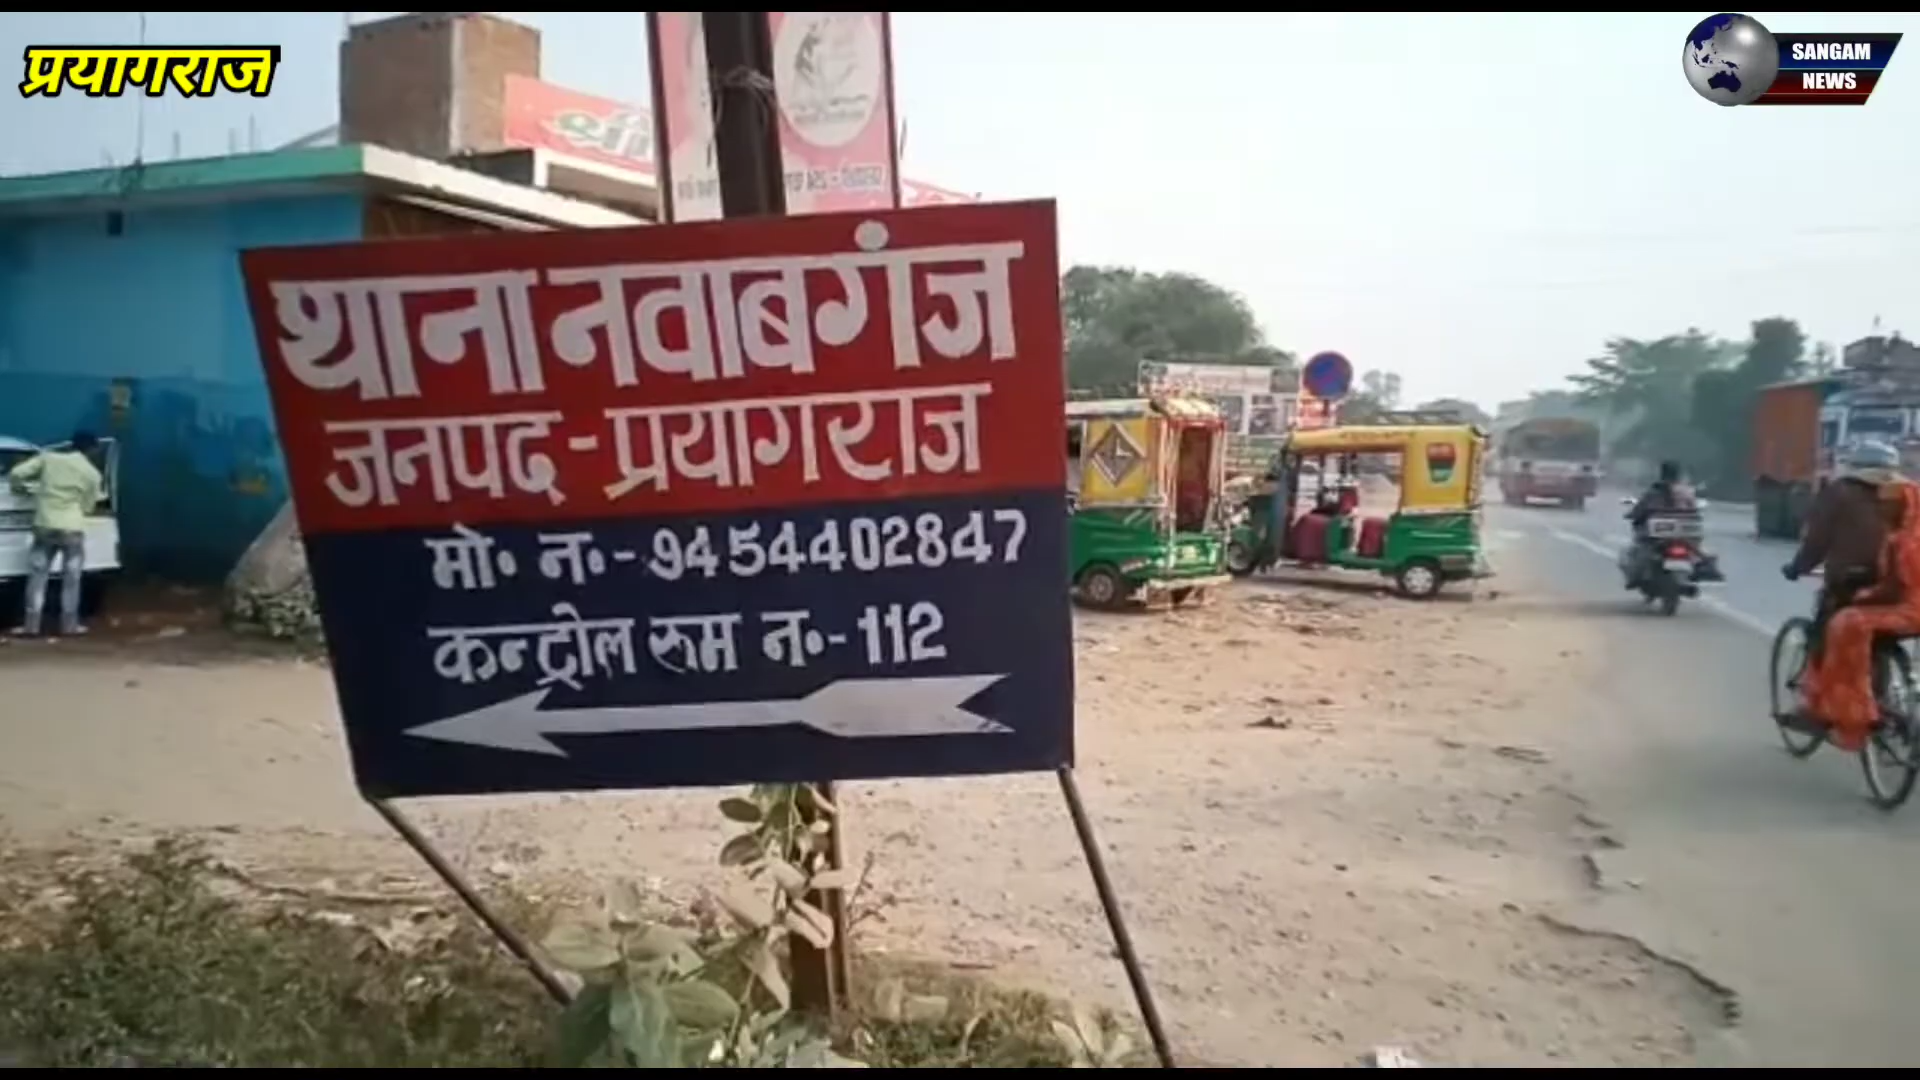 प्रयागराज
SANGAM
NEWS
श्री
थाना नवाबगंज
जनपद-प्रयागराज
मो॰ न॰-9454402847
कन्ट्रोल रूम न॰-112